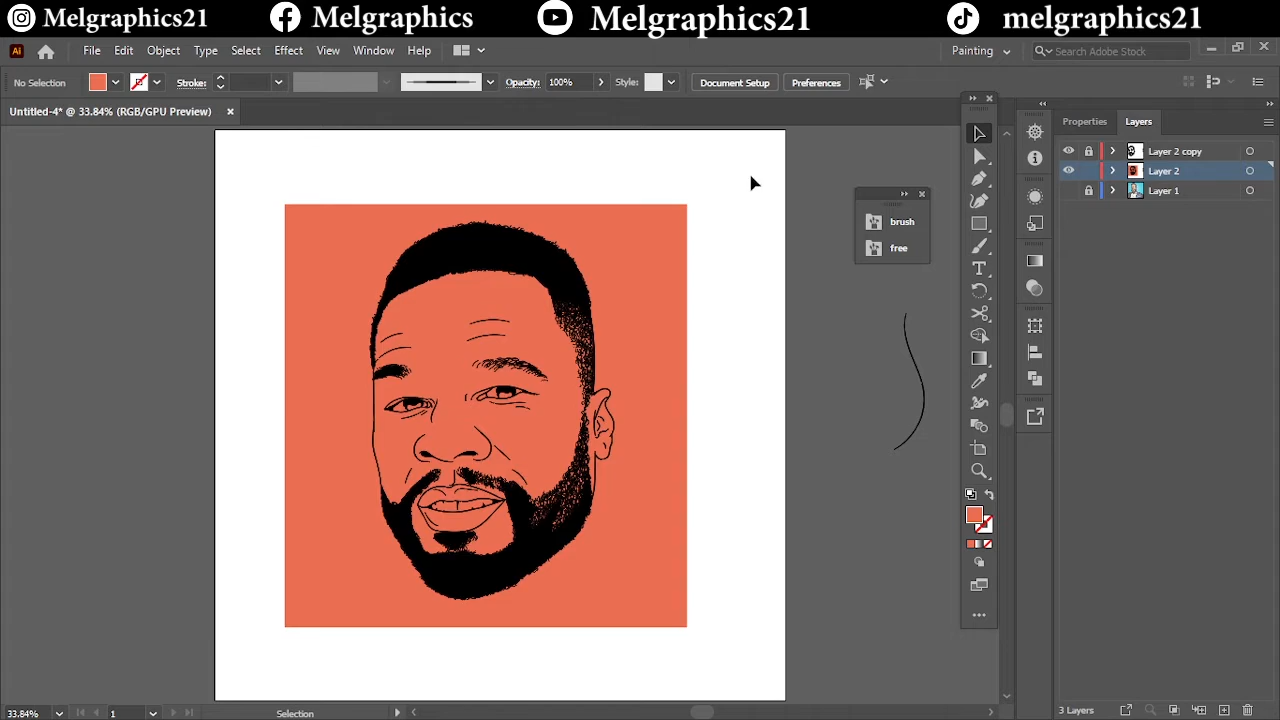 Melgraphics21 Melgraphics Melgraphics21 melgraphics21
Ai File Edit Object Type Select Effect View Window Help Painting Search Adobe Stock
No Selection Stroke: Opacity: 100% Style: Document Setup Preferences
Untitled-4* @ 33.84% (RGB/GPU Preview)
Properties Layers
Layer 2 copy
Layer 2
Layer 1
brush
free
33.84% 1 Selection 3 Layers